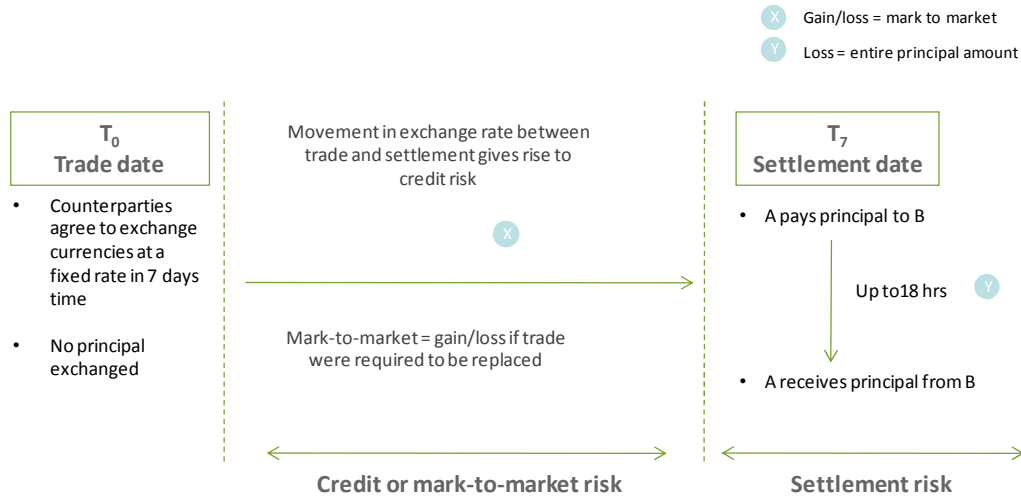 X Gain/loss = mark to market
Y Loss = entire principal amount
T0
Trade date
• Counterparties
agree to exchange
currencies at a
fixed rate in 7 days
time
• No principal
exchanged
Movement in exchange rate between
trade and settlement gives rise to
credit risk
X
Mark-to-market = gain/loss if trade
were required to be replaced
T7
Settlement date
• A pays principal to B
Up to18 hrs
Y
• A receives principal from B
Credit or mark-to-market risk
Settlement risk